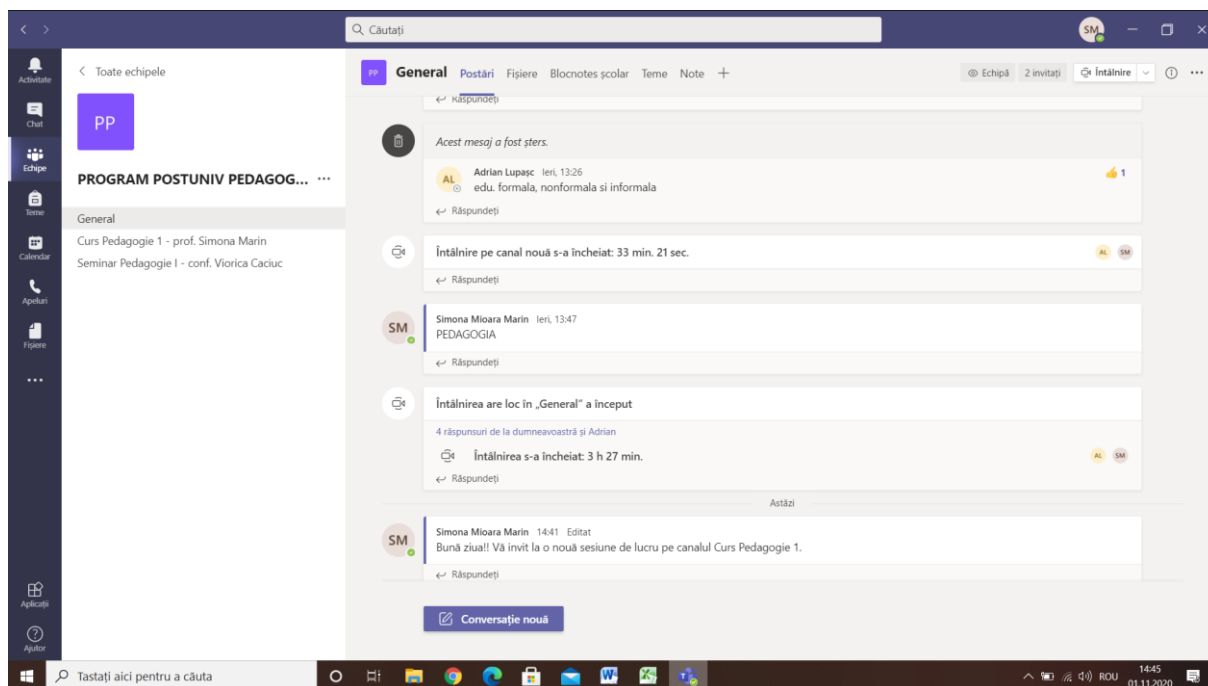 Căutați
SM
Activitate
Chat
Echipe
Teme
Calendar
Apeluri
Fișiere
Aplicații
Ajutor
Toate echipele
PP
PROGRAM POSTUNIV PEDAGOG... ...
General
Curs Pedagogie 1 - prof. Simona Marin
Seminar Pedagogie I - conf. Viorica Caciuc
PP General Postări Fișiere Blocnotes școlar Teme Note +
Echipă 2 invitați Întâlnire
Răspundeți
Acest mesaj a fost șters.
AL Adrian Lupașc Ieri, 13:26 1
edu. formala, nonformala si informala
Răspundeți
Întâlnire pe canal nouă s-a încheiat: 33 min. 21 sec. AL SM
Răspundeți
SM Simona Mioara Marin Ieri, 13:47
PEDAGOGIA
Răspundeți
Întâlnirea are loc în „General” a început
4 răspunsuri de la dumneavoastră și Adrian
Întâlnirea s-a încheiat: 3 h 27 min. AL SM
Răspundeți
Astăzi
SM Simona Mioara Marin 14:41 Editat
Bună ziua!! Vă invit la o nouă sesiune de lucru pe canalul Curs Pedagogie 1.
Răspundeți
Conversație nouă
Tastați aici pentru a căuta
ROU 14:45
01.11.2020